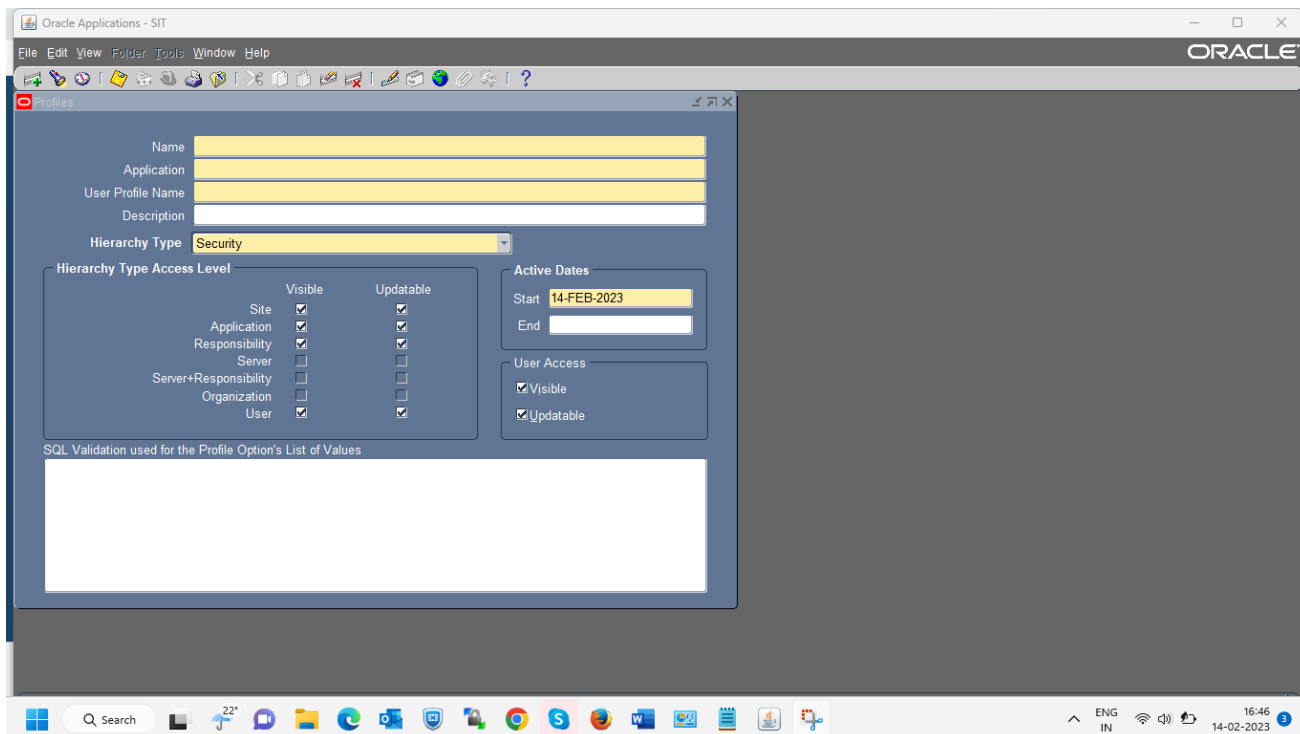 Oracle Applications - SIT
File Edit View Folder Tools Window Help
ORACLE
Profiles
Name
Application
User Profile Name
Description
Hierarchy Type Security
Hierarchy Type Access Level
Visible Updatable
Site
Application
Responsibility
Server
Server+Responsibility
Organization
User
Active Dates
Start 14-FEB-2023
End
User Access
Visible
Updatable
SQL Validation used for the Profile Option's List of Values
Search
22°
ENG
IN
16:46
14-02-2023
3